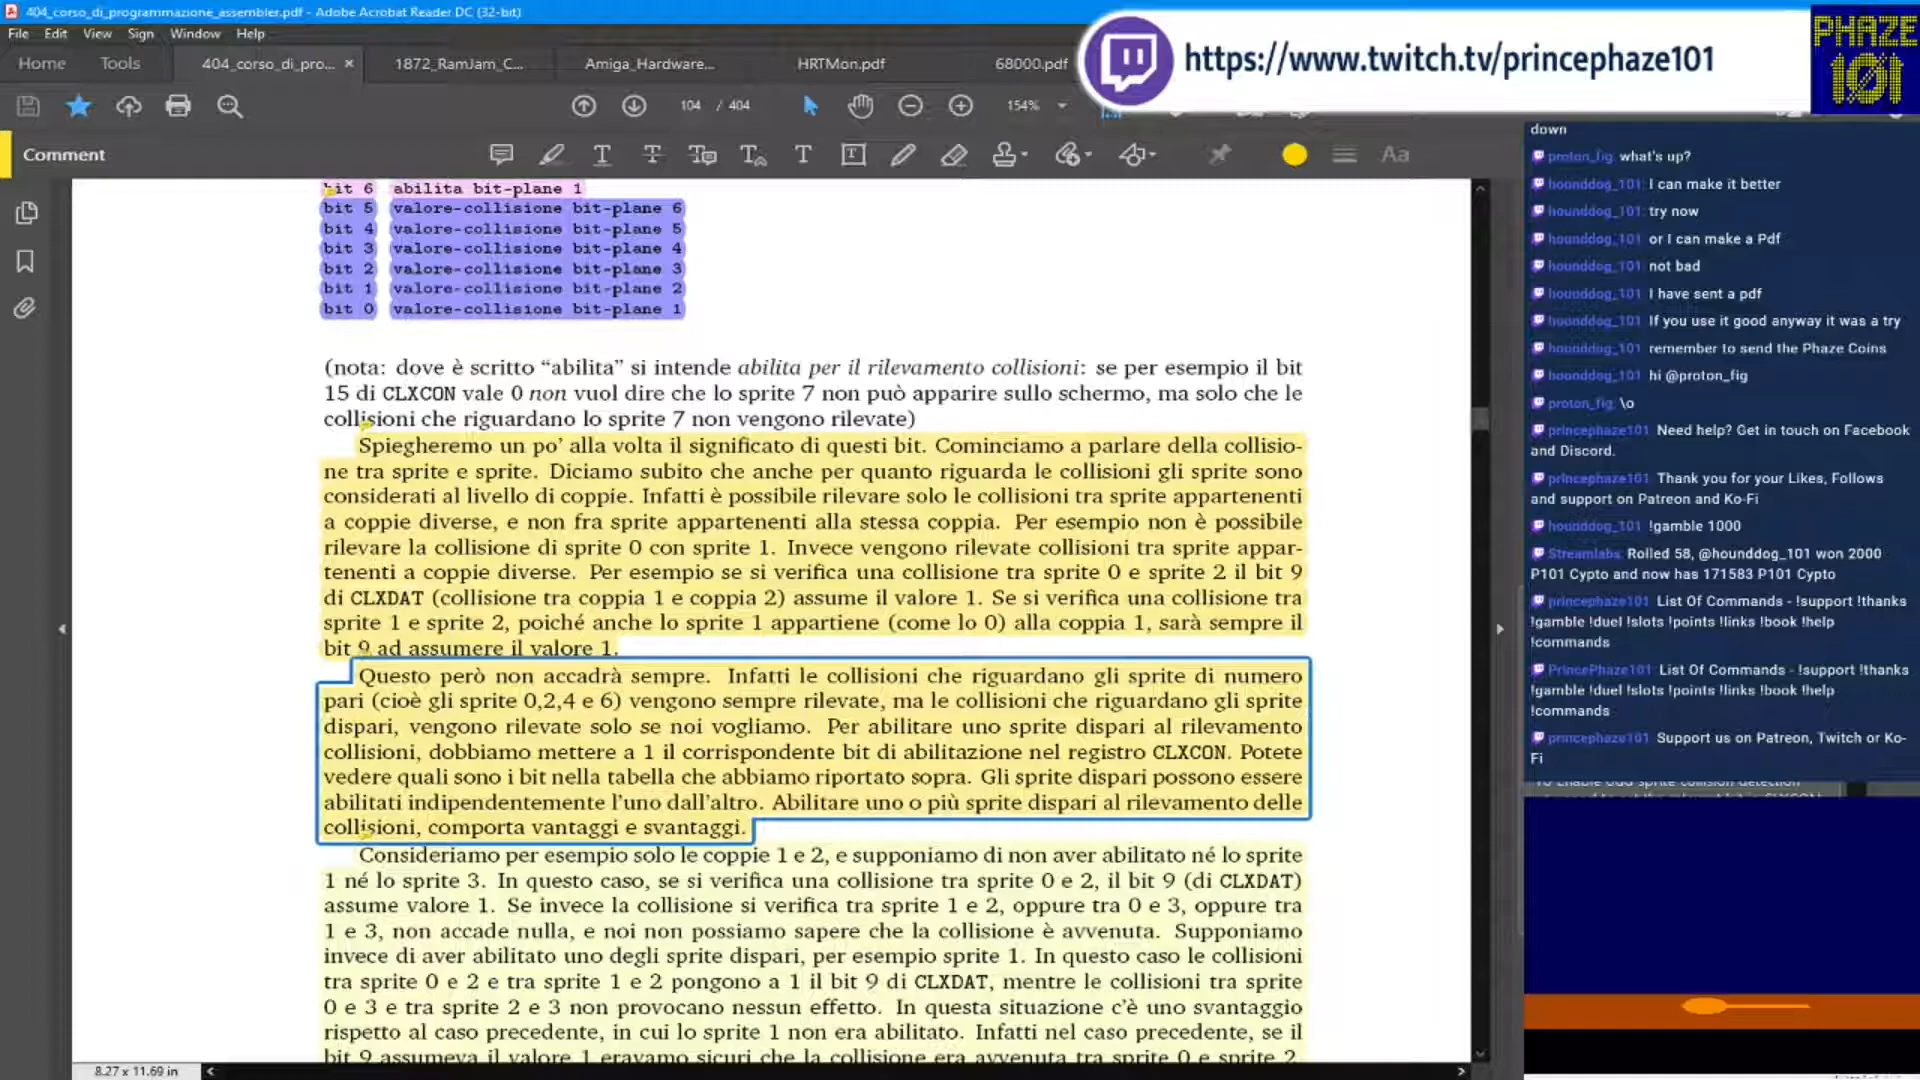 404_corso_di_programmazione_assembler.pdf - Adobe Acrobat Reader DC (32-bit)
File Edit View Sign Window Help
Home Tools 404_corso_di_pro... × 1872_RamJam_C... Amiga_Hardware... HRTMon.pdf 68000.pdf
https://www.twitch.tv/princephaze101
PHAZE
101
104 / 404 154%
Comment
Aa
bit 6 abilita bit-plane 1
bit 5 valore-collisione bit-plane 6
bit 4 valore-collisione bit-plane 5
bit 3 valore-collisione bit-plane 4
bit 2 valore-collisione bit-plane 3
bit 1 valore-collisione bit-plane 2
bit 0 valore-collisione bit-plane 1
(nota: dove è scritto “abilita” si intende abilita per il rilevamento collisioni: se per esempio il bit
15 di CLXCON vale 0 non vuol dire che lo sprite 7 non può apparire sullo schermo, ma solo che le
collisioni che riguardano lo sprite 7 non vengono rilevate)
Spiegheremo un po’ alla volta il significato di questi bit. Cominciamo a parlare della collisio-
ne tra sprite e sprite. Diciamo subito che anche per quanto riguarda le collisioni gli sprite sono
considerati al livello di coppie. Infatti è possibile rilevare solo le collisioni tra sprite appartenenti
a coppie diverse, e non fra sprite appartenenti alla stessa coppia. Per esempio non è possibile
rilevare la collisione di sprite 0 con sprite 1. Invece vengono rilevate collisioni tra sprite appar-
tenenti a coppie diverse. Per esempio se si verifica una collisione tra sprite 0 e sprite 2 il bit 9
di CLXDAT (collisione tra coppia 1 e coppia 2) assume il valore 1. Se si verifica una collisione tra
sprite 1 e sprite 2, poiché anche lo sprite 1 appartiene (come lo 0) alla coppia 1, sarà sempre il
bit 9 ad assumere il valore 1.
Questo però non accadrà sempre. Infatti le collisioni che riguardano gli sprite di numero
pari (cioè gli sprite 0,2,4 e 6) vengono sempre rilevate, ma le collisioni che riguardano gli sprite
dispari, vengono rilevate solo se noi vogliamo. Per abilitare uno sprite dispari al rilevamento
collisioni, dobbiamo mettere a 1 il corrispondente bit di abilitazione nel registro CLXCON. Potete
vedere quali sono i bit nella tabella che abbiamo riportato sopra. Gli sprite dispari possono essere
abilitati indipendentemente l’uno dall’altro. Abilitare uno o più sprite dispari al rilevamento delle
collisioni, comporta vantaggi e svantaggi.
Consideriamo per esempio solo le coppie 1 e 2, e supponiamo di non aver abilitato né lo sprite
1 né lo sprite 3. In questo caso, se si verifica una collisione tra sprite 0 e 2, il bit 9 (di CLXDAT)
assume valore 1. Se invece la collisione si verifica tra sprite 1 e 2, oppure tra 0 e 3, oppure tra
1 e 3, non accade nulla, e noi non possiamo sapere che la collisione è avvenuta. Supponiamo
invece di aver abilitato uno degli sprite dispari, per esempio sprite 1. In questo caso le collisioni
tra sprite 0 e 2 e tra sprite 1 e 2 pongono a 1 il bit 9 di CLXDAT, mentre le collisioni tra sprite
0 e 3 e tra sprite 2 e 3 non provocano nessun effetto. In questa situazione c’è uno svantaggio
rispetto al caso precedente, in cui lo sprite 1 non era abilitato. Infatti nel caso precedente, se il
bit 9 assumeva il valore 1 eravamo sicuri che la collisione era avvenuta tra sprite 0 e sprite 2.
8.27 x 11.69 in
down
proton_fig what's up?
hounddog_101: I can make it better
hounddog_101: try now
hounddog_101 or I can make a Pdf
hounddog_101: not bad
hounddog_101 I have sent a pdf
hounddog_101: If you use it good anyway it was a try
hounddog_101: remember to send the Phaze Coins
hounddog_101: hi @proton_fig
proton_fig: \o
princephaze101 Need help? Get in touch on Facebook
and Discord.
princephaze101 Thank you for your Likes, Follows
and support on Patreon and Ko-Fi
hounddog_101 !gamble 1000
Streamlabs Rolled 58, @hounddog_101 won 2000
P101 Cypto and now has 171583 P101 Cypto
princephaze101 List Of Commands - !support !thanks
!gamble !duel !slots !points !links !book !help
!commands
PrincePhaze101: List Of Commands - !support !thanks
!gamble !duel !slots !points !links !book !help
!commands
princephaze101 Support us on Patreon, Twitch or Ko-
Fi
To Enable odd sprite collision detection